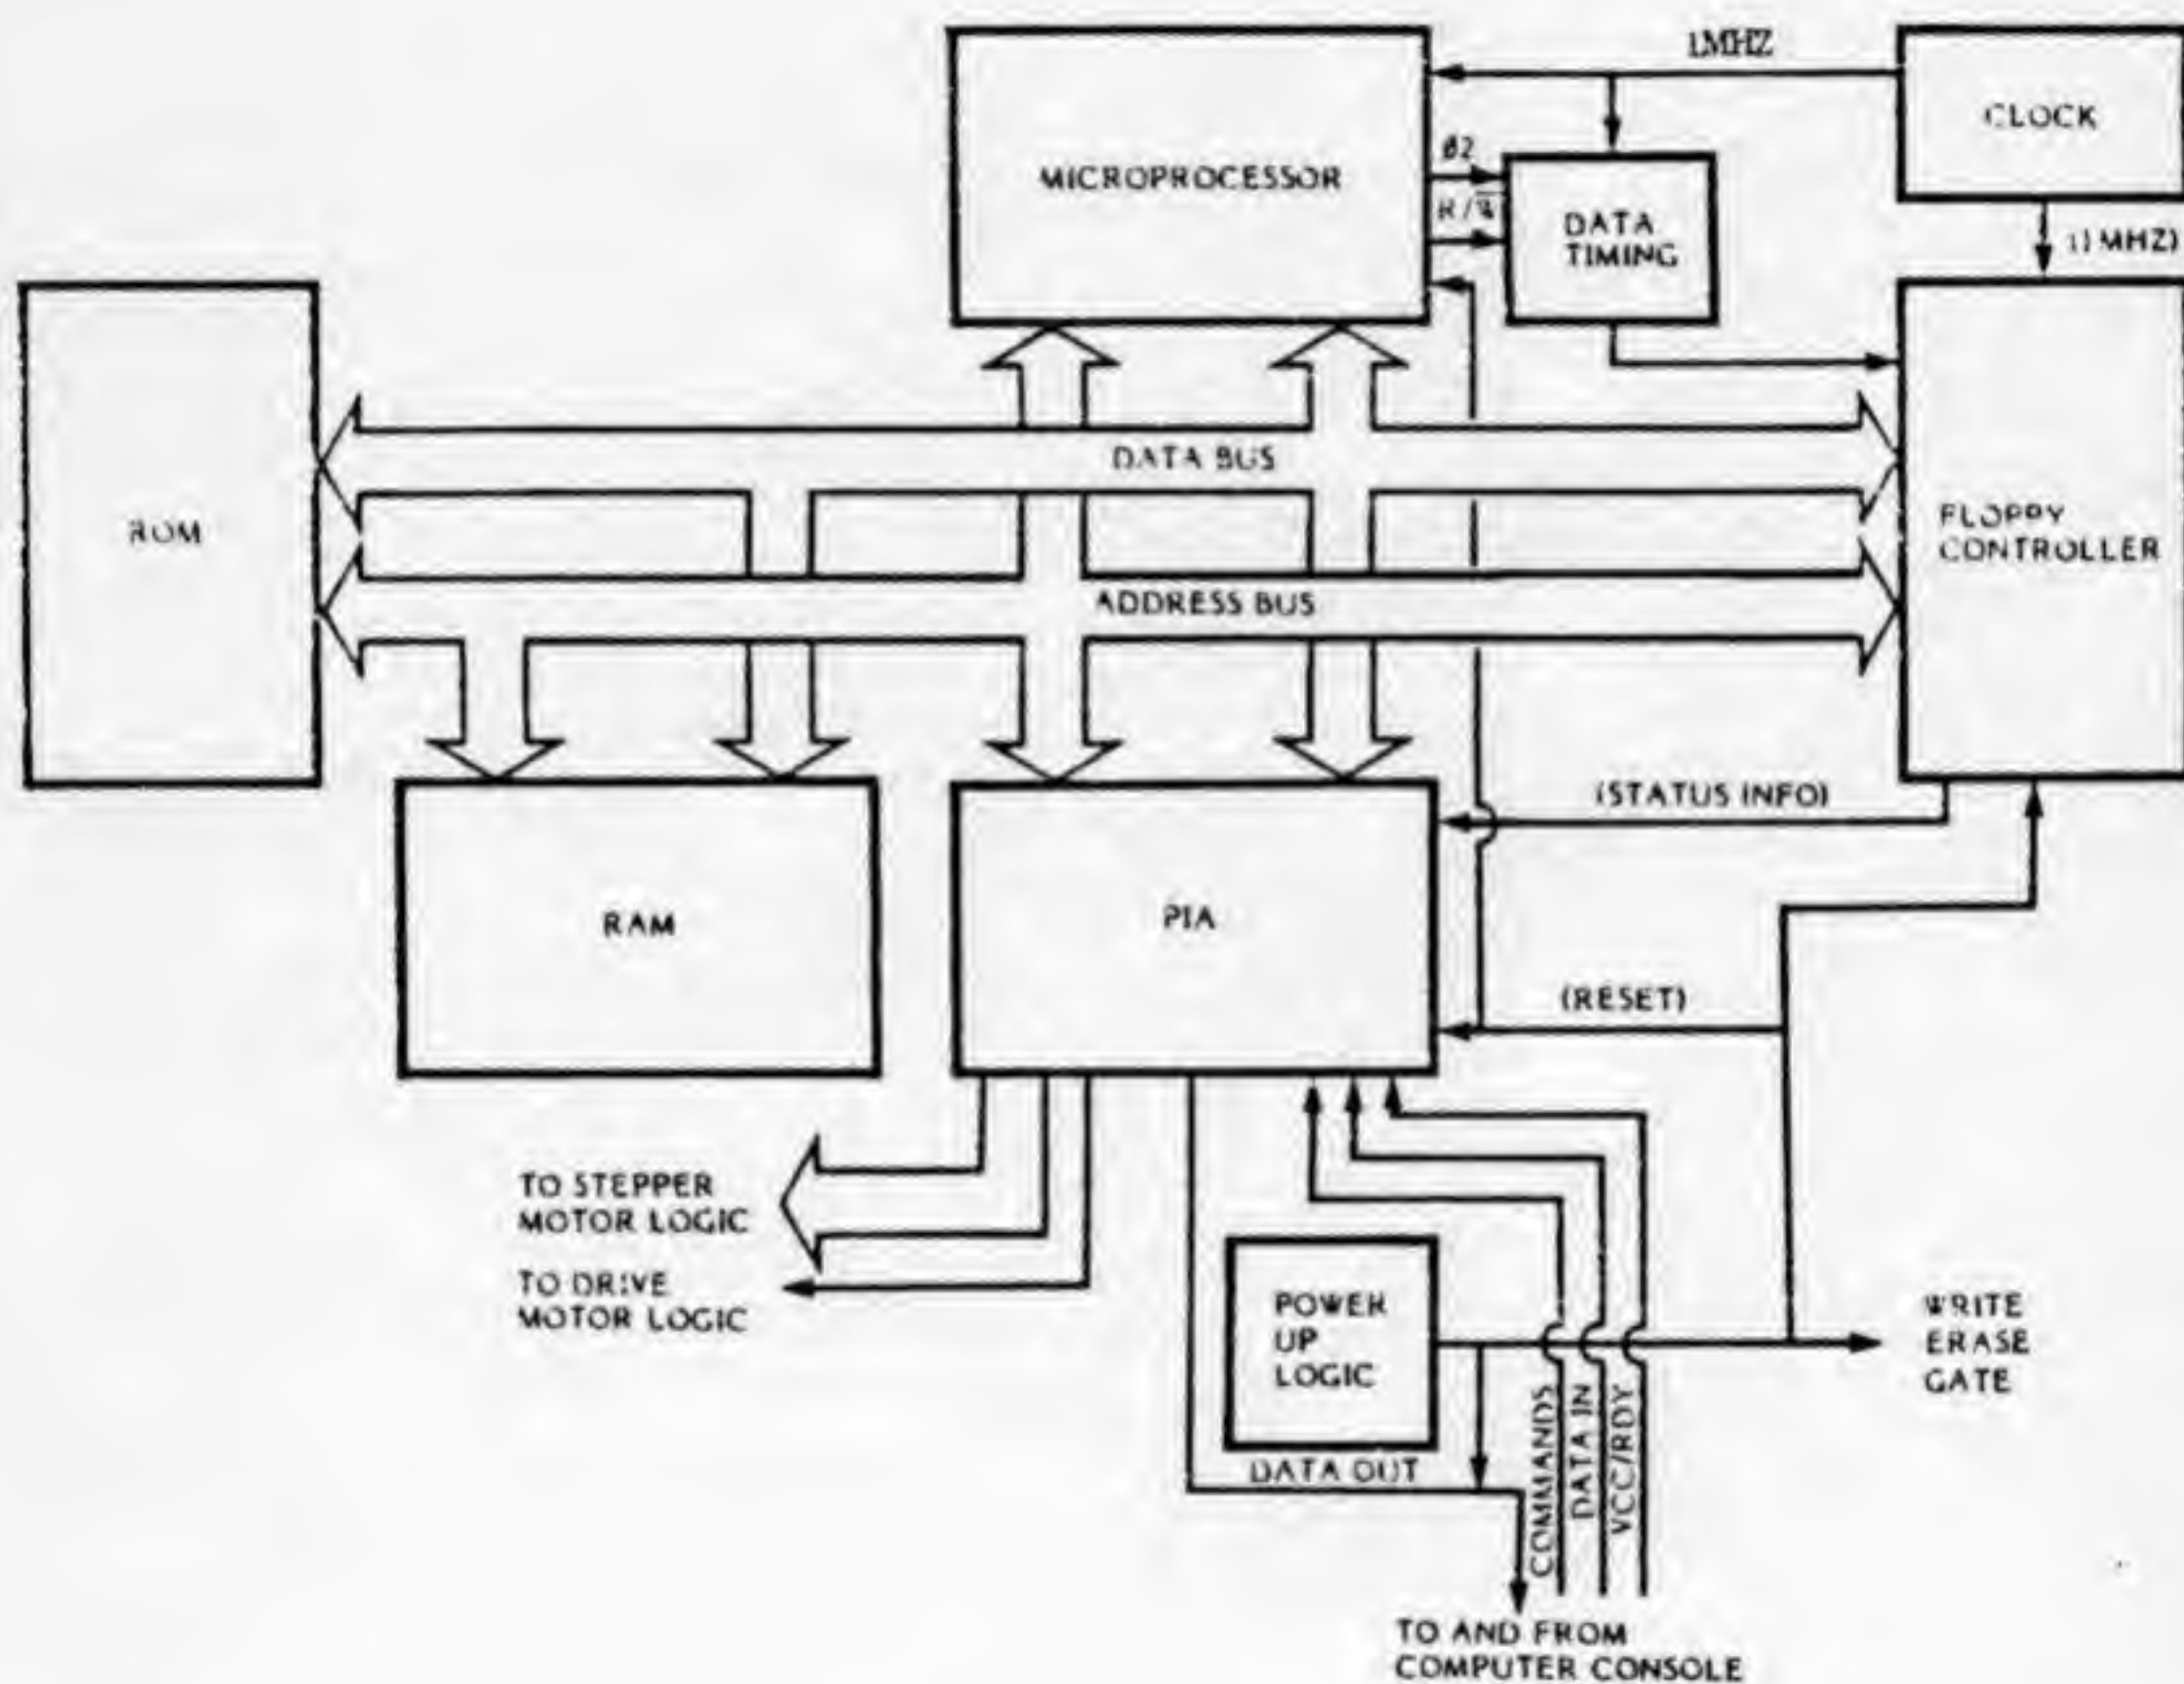 1MHZ
CLOCK
MICROPROCESSOR
ø2
R/W̅
DATA
TIMING
(1 MHZ)
ROM
DATA BUS
FLOPPY
CONTROLLER
ADDRESS BUS
(STATUS INFO)
RAM
PIA
(RESET)
TO STEPPER
MOTOR LOGIC
TO DRIVE
MOTOR LOGIC
POWER
UP
LOGIC
WRITE
ERASE
GATE
COMMANDS
DATA IN
VCC/RDY
DATA OUT
TO AND FROM
COMPUTER CONSOLE